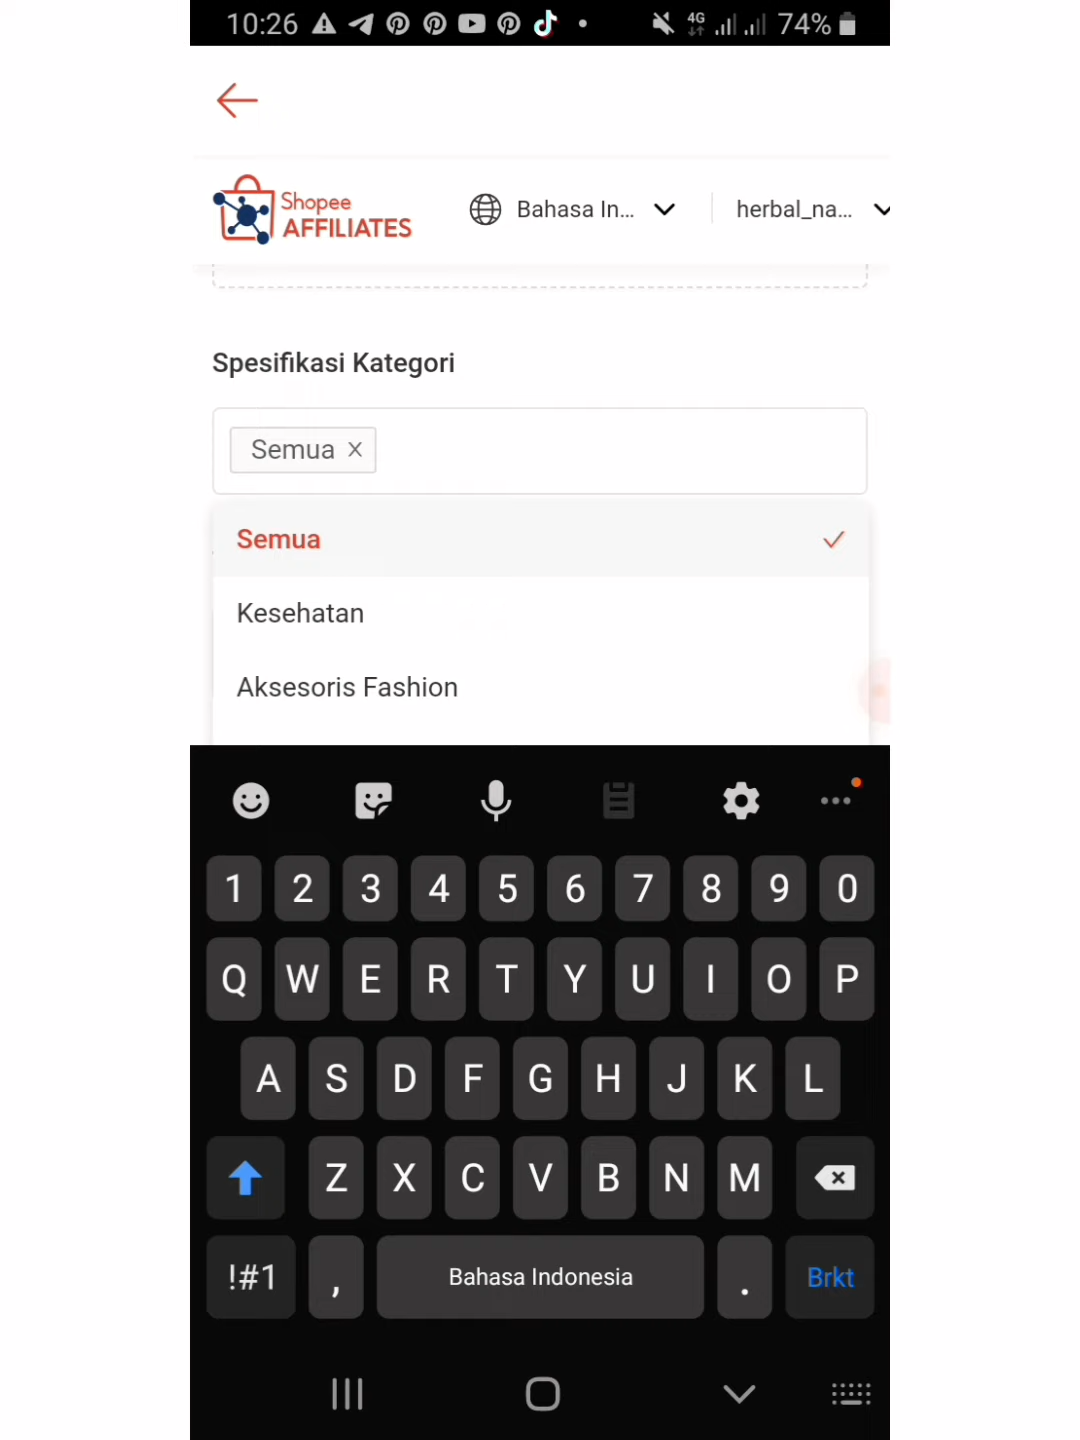 10:26 4G 74%
Shopee
AFFILIATES
Bahasa In... herbal_na...
Spesifikasi Kategori
Semua
Semua
Kesehatan
Aksesoris Fashion
1 2 3 4 5 6 7 8 9 0
Q W E R T Y U I O P
A S D F G H J K L
Z X C V B N M
!#1 , Bahasa Indonesia . Brkt